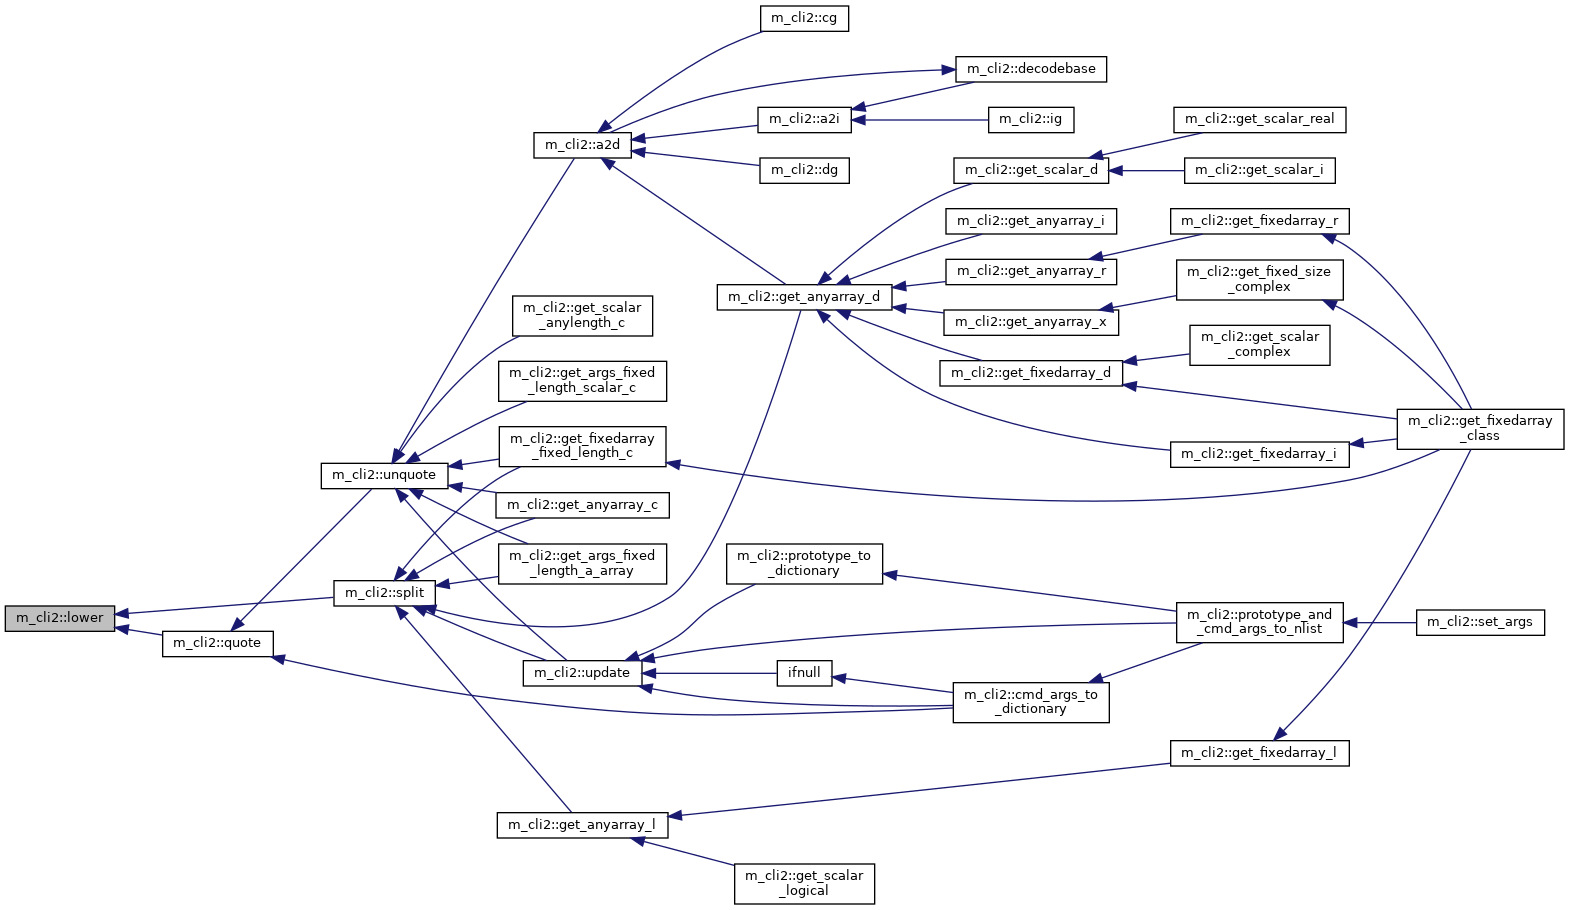 m_cli2::cg
m_cli2::decodebase
m_cli2::a2i
m_cli2::ig
m_cli2::get_scalar_real
m_cli2::a2d
m_cli2::dg
m_cli2::get_scalar_d
m_cli2::get_scalar_i
m_cli2::get_anyarray_i
m_cli2::get_fixedarray_r
m_cli2::get_anyarray_r
m_cli2::get_fixed_size
_complex
m_cli2::get_anyarray_d
m_cli2::get_scalar
_anylength_c
m_cli2::get_anyarray_x
m_cli2::get_scalar
_complex
m_cli2::get_args_fixed
_length_scalar_c
m_cli2::get_fixedarray_d
m_cli2::get_fixedarray
_class
m_cli2::get_fixedarray
_fixed_length_c
m_cli2::get_fixedarray_i
m_cli2::unquote
m_cli2::get_anyarray_c
m_cli2::get_args_fixed
_length_a_array
m_cli2::prototype_to
_dictionary
m_cli2::split
m_cli2::lower
m_cli2::quote
m_cli2::prototype_and
_cmd_args_to_nlist
m_cli2::set_args
m_cli2::update
ifnull
m_cli2::cmd_args_to
_dictionary
m_cli2::get_fixedarray_l
m_cli2::get_anyarray_l
m_cli2::get_scalar
_logical